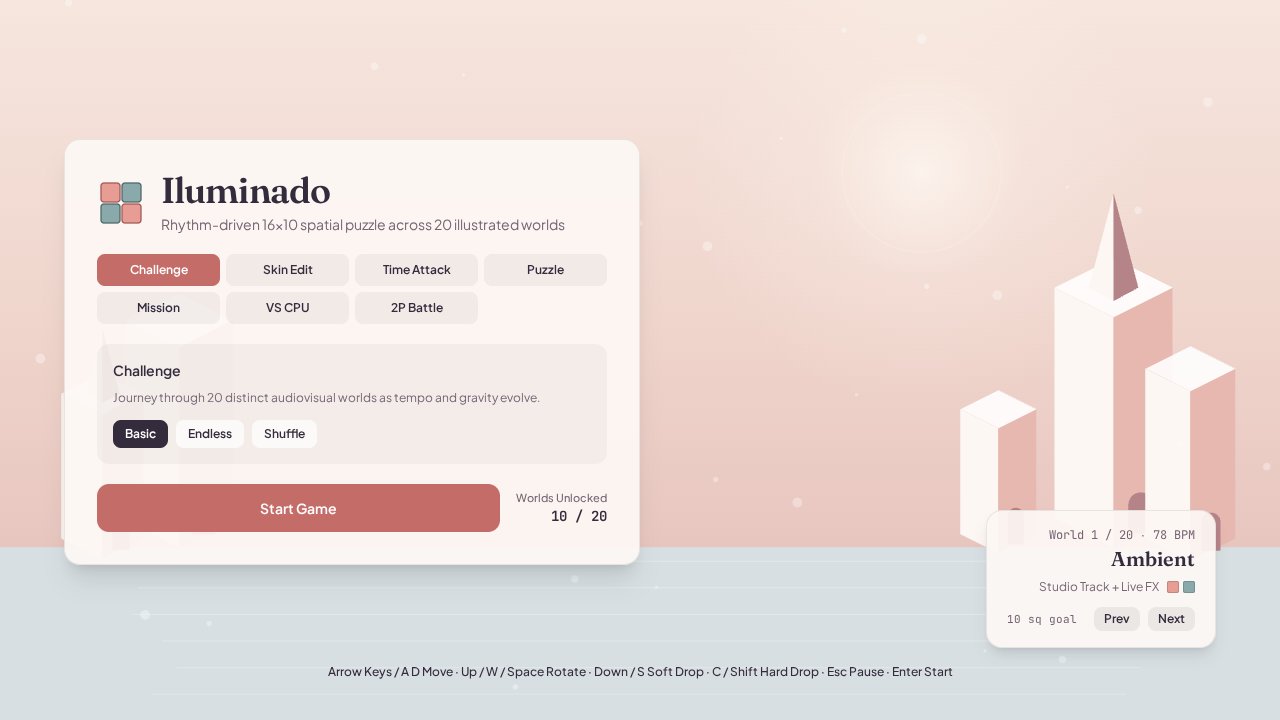 Iluminado
Rhythm-driven 16×10 spatial puzzle across 20 illustrated worlds
Challenge
Skin Edit
Time Attack
Puzzle
Mission
VS CPU
2P Battle
Challenge
Journey through 20 distinct audiovisual worlds as tempo and gravity evolve.
Basic
Endless
Shuffle
Start Game
Worlds Unlocked
10 / 20
World 1 / 20 · 78 BPM
Ambient
Studio Track + Live FX
10 sq goal
Prev
Next
Arrow Keys / A D Move · Up / W / Space Rotate · Down / S Soft Drop · C / Shift Hard Drop · Esc Pause · Enter Start